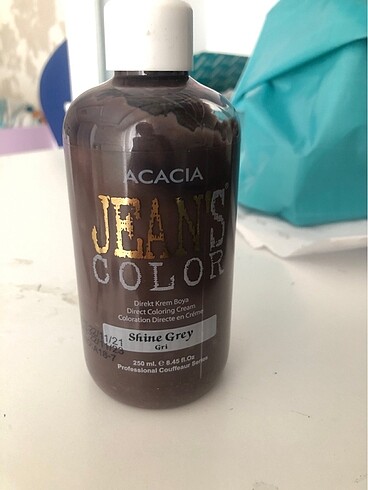 ACACIA
JEAN'S
COLOR
Direkt Krem Boya
Direct Coloring Cream
Coloration Directe en Crème
Shine Grey
Gri
250 ml. ℮ 8.45 fl.Oz
Professional Couffeaur Series